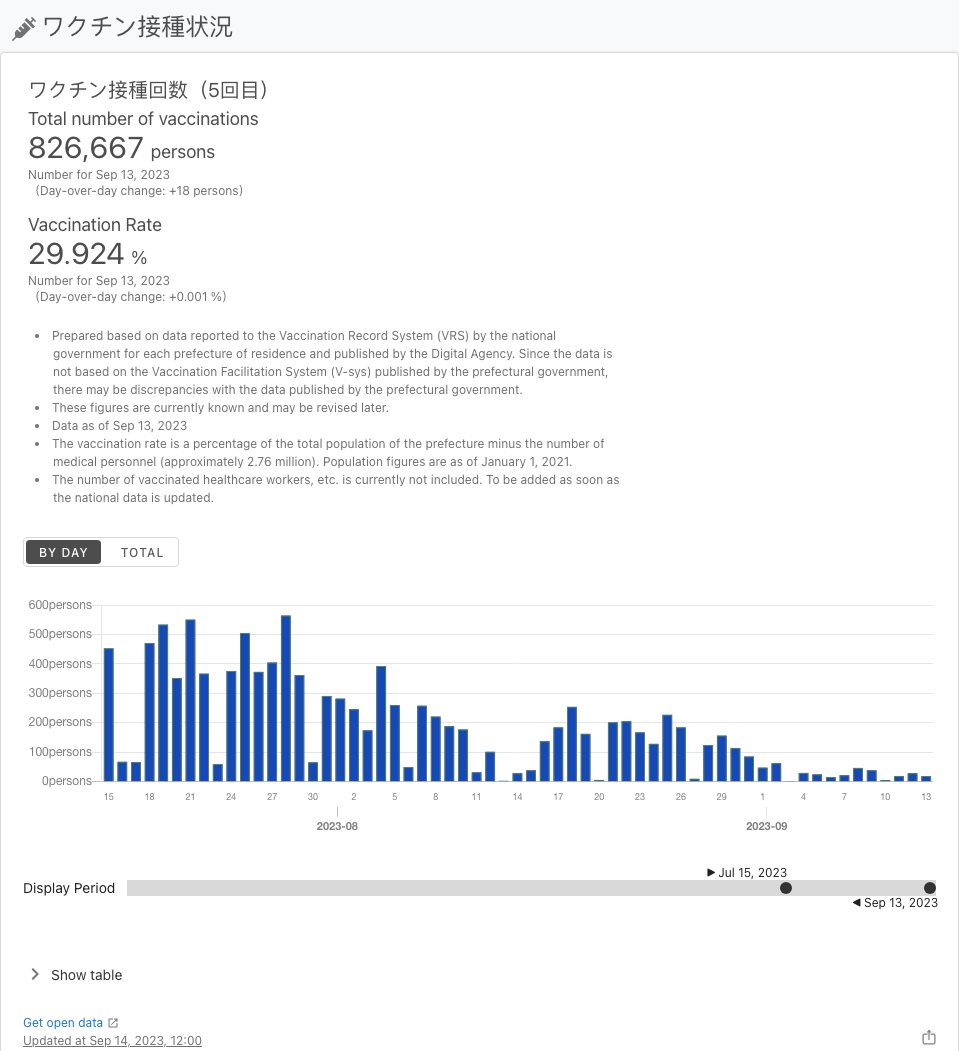 ワクチン接種状況
ワクチン接種回数（5回目）
Total number of vaccinations
826,667 persons
Number for Sep 13, 2023
（Day-over-day change: +18 persons）
Vaccination Rate
29.924 %
Number for Sep 13, 2023
（Day-over-day change: +0.001 %）
• Prepared based on data reported to the Vaccination Record System (VRS) by the national
government for each prefecture of residence and published by the Digital Agency. Since the data is
not based on the Vaccination Facilitation System (V-sys) published by the prefectural government,
there may be discrepancies with the data published by the prefectural government.
• These figures are currently known and may be revised later.
• Data as of Sep 13, 2023
• The vaccination rate is a percentage of the total population of the prefecture minus the number of
medical personnel (approximately 2.76 million). Population figures are as of January 1, 2021.
• The number of vaccinated healthcare workers, etc. is currently not included. To be added as soon as
the national data is updated.
BY DAY TOTAL
600persons
500persons
400persons
300persons
200persons
100persons
0persons
15 18 21 24 27 30 2 5 8 11 14 17 20 23 26 29 1 4 7 10 13
2023-08 2023-09
▶ Jul 15, 2023
Display Period
◀ Sep 13, 2023
Show table
Get open data
Updated at Sep 14, 2023, 12:00